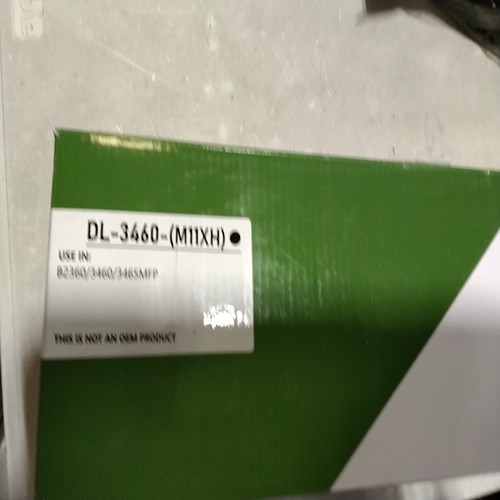 DL-3460-(M11XH)●
USE IN:
B2360/3460/3465MFP
THIS IS NOT AN OEM PRODUCT